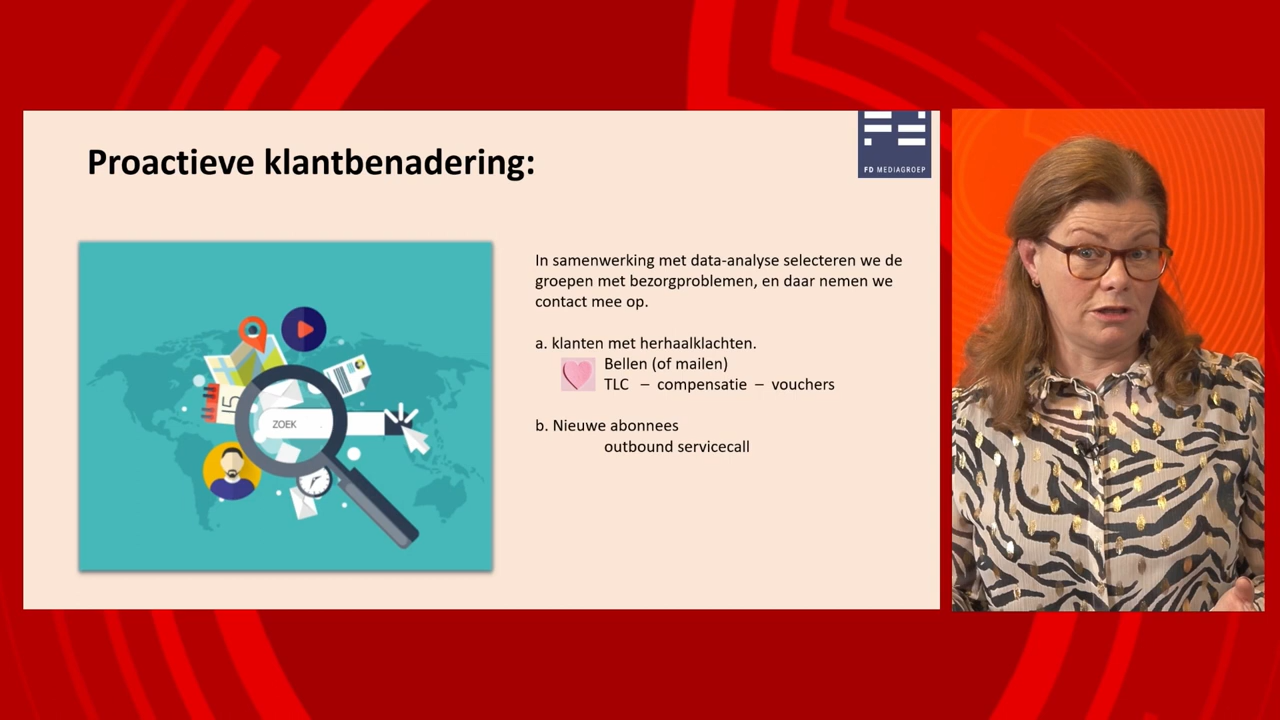 Proactieve klantbenadering:
FD MEDIAGROEP
In samenwerking met data-analyse selecteren we de
groepen met bezorgproblemen, en daar nemen we
contact mee op.
a. klanten met herhaalklachten.
Bellen (of mailen)
TLC – compensatie – vouchers
b. Nieuwe abonnees
outbound servicecall
15
ZOEK